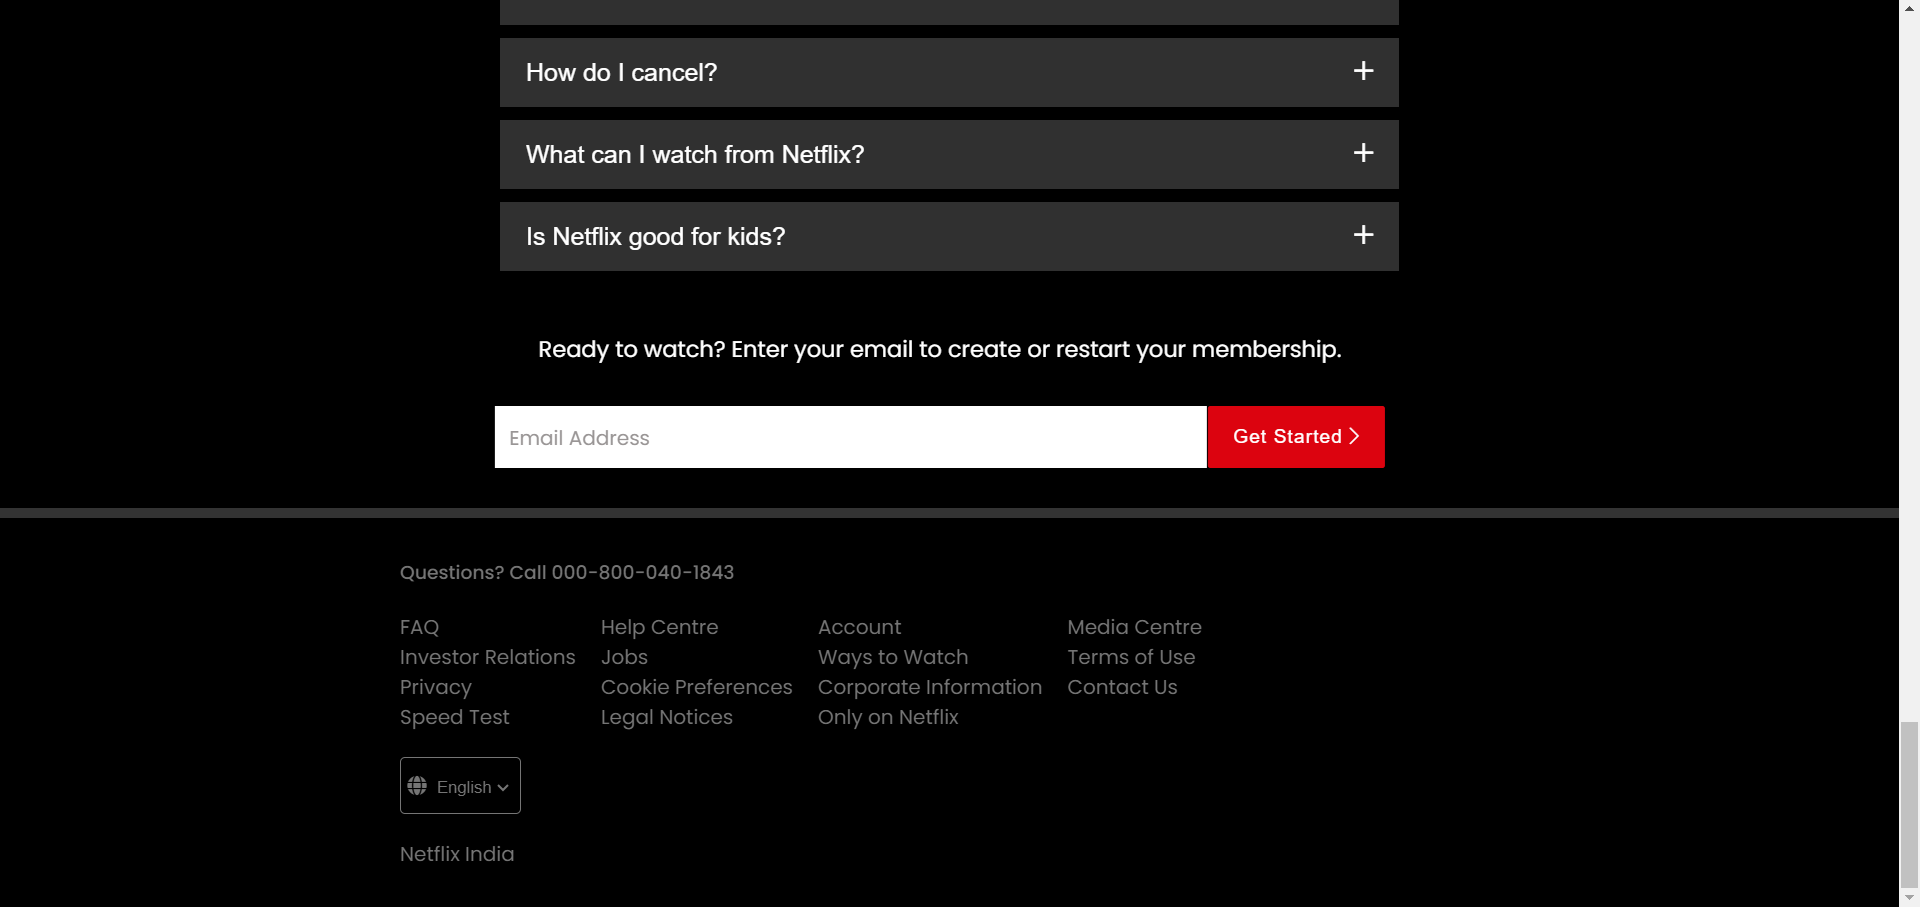 How do I cancel?
What can I watch from Netflix?
Is Netflix good for kids?
Ready to watch? Enter your email to create or restart your membership.
Email Address
Get Started
Questions? Call 000-800-040-1843
FAQ Help Centre Account Media Centre
Investor Relations Jobs Ways to Watch Terms of Use
Privacy Cookie Preferences Corporate Information Contact Us
Speed Test Legal Notices Only on Netflix
English
Netflix India